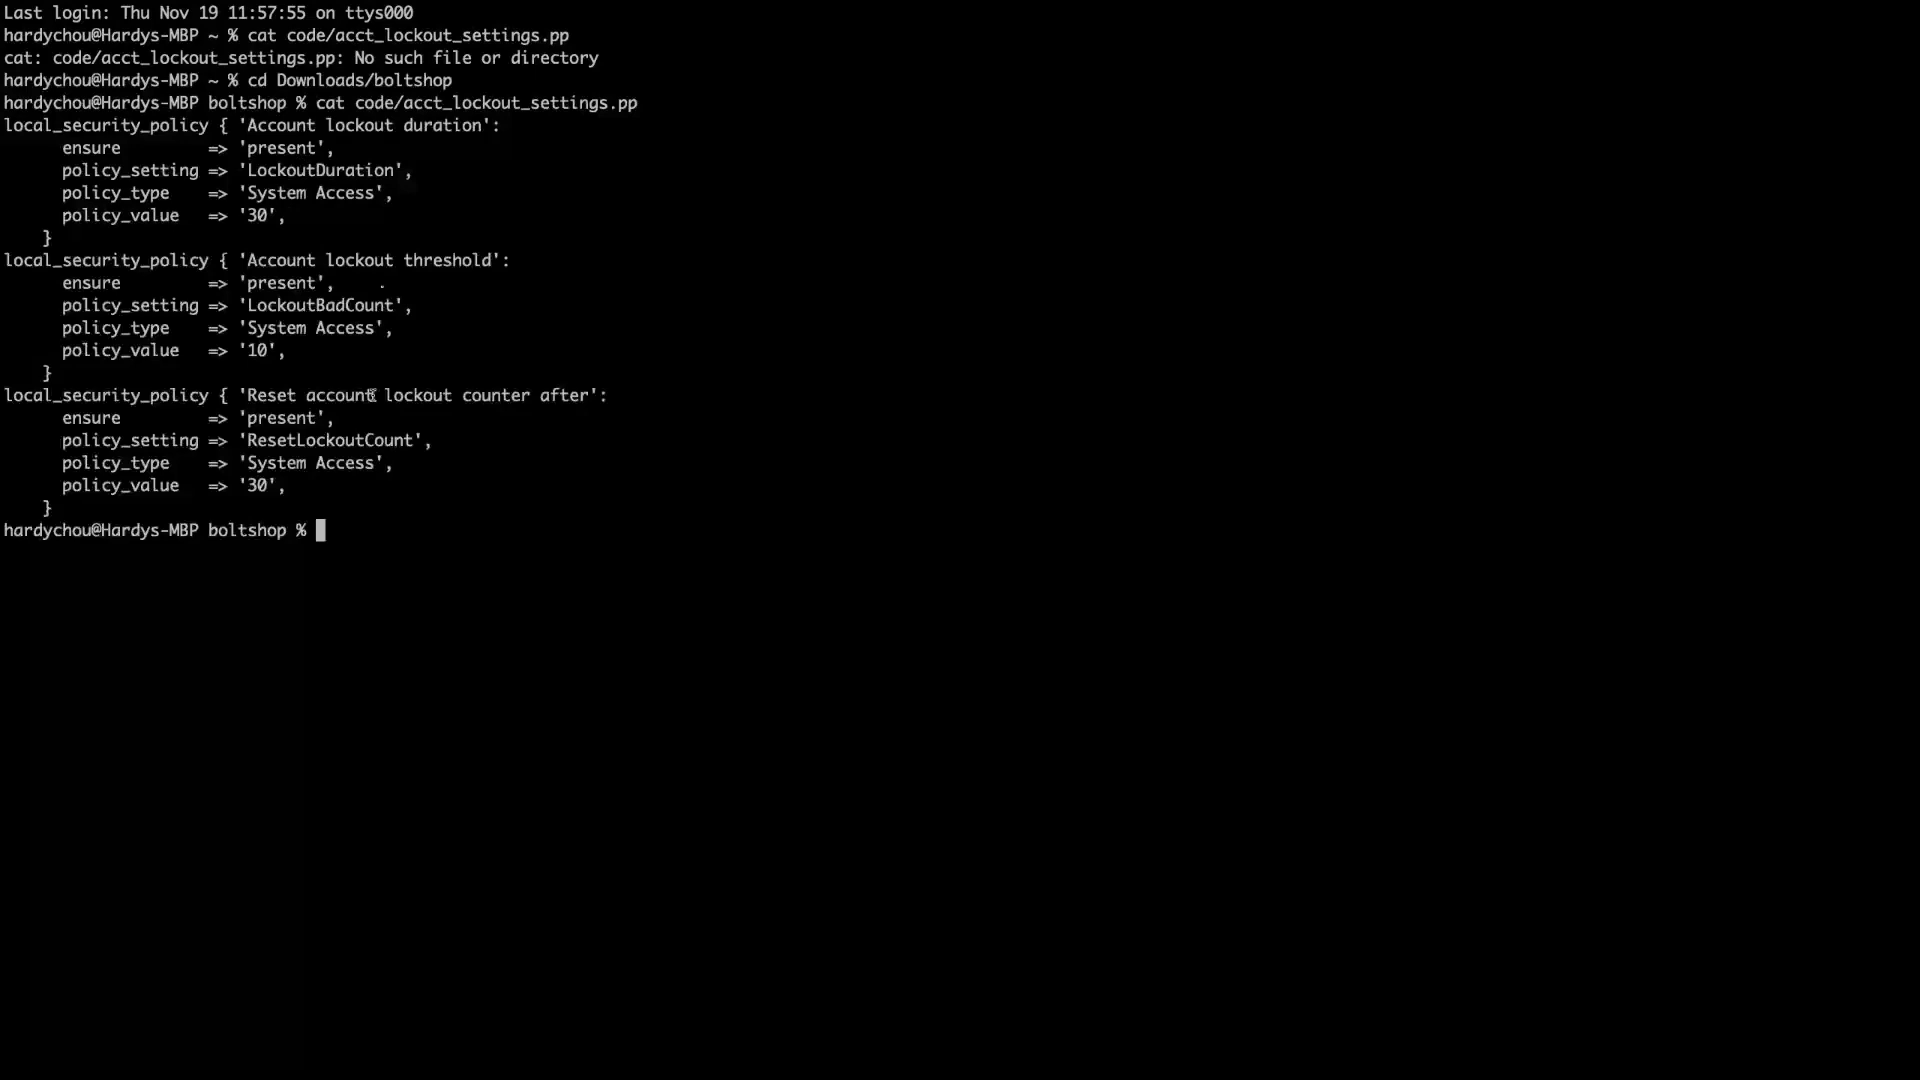 Last login: Thu Nov 19 11:57:55 on ttys000
hardychou@Hardys-MBP ~ % cat code/acct_lockout_settings.pp
cat: code/acct_lockout_settings.pp: No such file or directory
hardychou@Hardys-MBP ~ % cd Downloads/boltshop
hardychou@Hardys-MBP boltshop % cat code/acct_lockout_settings.pp
local_security_policy { 'Account lockout duration':
      ensure         => 'present',
      policy_setting => 'LockoutDuration',
      policy_type    => 'System Access',
      policy_value   => '30',
    }
local_security_policy { 'Account lockout threshold':
      ensure         => 'present',
      policy_setting => 'LockoutBadCount',
      policy_type    => 'System Access',
      policy_value   => '10',
    }
local_security_policy { 'Reset account lockout counter after':
      ensure         => 'present',
      policy_setting => 'ResetLockoutCount',
      policy_type    => 'System Access',
      policy_value   => '30',
    }
hardychou@Hardys-MBP boltshop %